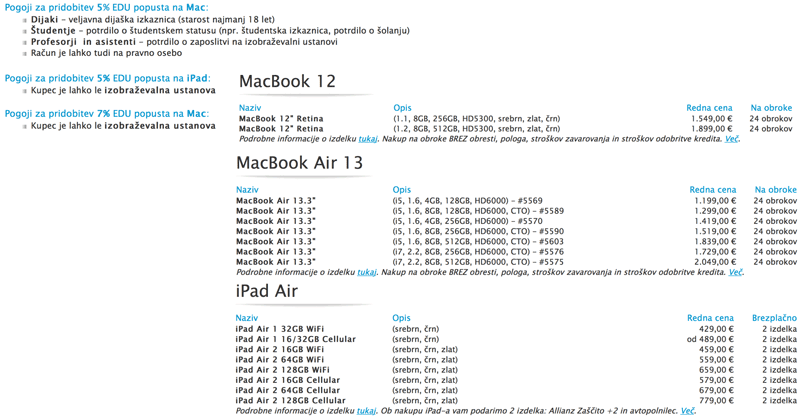 Pogoji za pridobitev 5% EDU popusta na Mac:
Dijaki – veljavna dijaška izkaznica (starost najmanj 18 let)
Študentje – potrdilo o študentskem statusu (npr. študentska izkaznica, potrdilo o šolanju)
Profesorji in asistenti – potrdilo o zaposlitvi na izobraževalni ustanovi
Račun je lahko tudi na pravno osebo
Pogoji za pridobitev 5% EDU popusta na iPad:
Kupec je lahko le izobraževalna ustanova
Pogoji za pridobitev 7% EDU popusta na Mac:
Kupec je lahko le izobraževalna ustanova
MacBook 12
Naziv Opis Redna cena Na obroke
MacBook 12" Retina (1.1, 8GB, 256GB, HD5300, srebrn, zlat, črn) 1.549,00 € 24 obrokov
MacBook 12" Retina (1.2, 8GB, 512GB, HD5300, srebrn, zlat, črn) 1.899,00 € 24 obrokov
Podrobne informacije o izdelku tukaj. Nakup na obroke BREZ obresti, pologa, stroškov zavarovanja in stroškov odobritve kredita. Več.
MacBook Air 13
Naziv Opis Redna cena Na obroke
MacBook Air 13.3" (i5, 1.6, 4GB, 128GB, HD6000) – #5569 1.199,00 € 24 obrokov
MacBook Air 13.3" (i5, 1.6, 8GB, 128GB, HD6000, CTO) – #5589 1.299,00 € 24 obrokov
MacBook Air 13.3" (i5, 1.6, 4GB, 256GB, HD6000) – #5570 1.419,00 € 24 obrokov
MacBook Air 13.3" (i5, 1.6, 8GB, 256GB, HD6000, CTO) – #5590 1.519,00 € 24 obrokov
MacBook Air 13.3" (i5, 1.6, 8GB, 512GB, HD6000, CTO) – #5603 1.839,00 € 24 obrokov
MacBook Air 13.3" (i7, 2.2, 8GB, 256GB, HD6000, CTO) – #5576 1.729,00 € 24 obrokov
MacBook Air 13.3" (i7, 2.2, 8GB, 512GB, HD6000, CTO) – #5575 2.049,00 € 24 obrokov
Podrobne informacije o izdelku tukaj. Nakup na obroke BREZ obresti, pologa, stroškov zavarovanja in stroškov odobritve kredita. Več.
iPad Air
Naziv Opis Redna cena Brezplačno
iPad Air 1 32GB WiFi (srebrn, črn) 429,00 € 2 izdelka
iPad Air 1 16/32GB Cellular (srebrn, črn) od 489,00 € 2 izdelka
iPad Air 2 16GB WiFi (srebrn, črn, zlat) 459,00 € 2 izdelka
iPad Air 2 64GB WiFi (srebrn, črn, zlat) 559,00 € 2 izdelka
iPad Air 2 128GB WiFi (srebrn, črn, zlat) 659,00 € 2 izdelka
iPad Air 2 16GB Cellular (srebrn, črn, zlat) 579,00 € 2 izdelka
iPad Air 2 64GB Cellular (srebrn, črn, zlat) 679,00 € 2 izdelka
iPad Air 2 128GB Cellular (srebrn, črn, zlat) 779,00 € 2 izdelka
Podrobne informacije o izdelku tukaj. Ob nakupu iPad-a vam podarimo 2 izdelka: Allianz Zaščito +2 in avtopolnilec. Več.